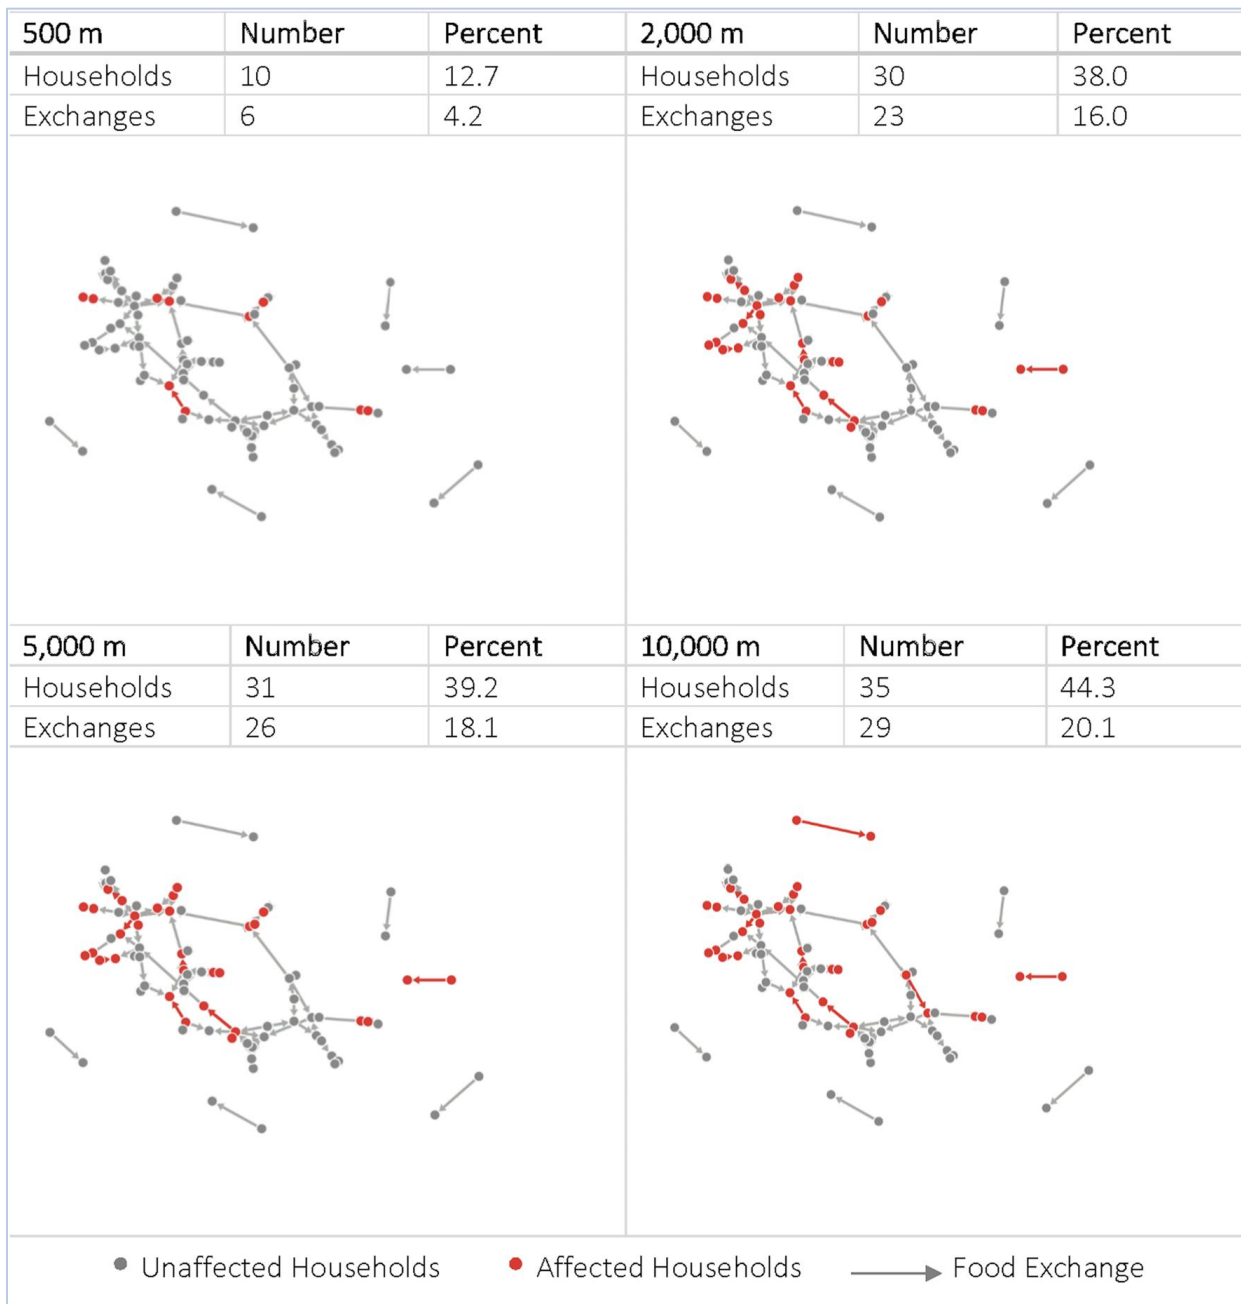 500 m Number Percent
Households 10 12.7
Exchanges 6 4.2
2,000 m Number Percent
Households 30 38.0
Exchanges 23 16.0
5,000 m Number Percent
Households 31 39.2
Exchanges 26 18.1
10,000 m Number Percent
Households 35 44.3
Exchanges 29 20.1
Unaffected Households Affected Households Food Exchange